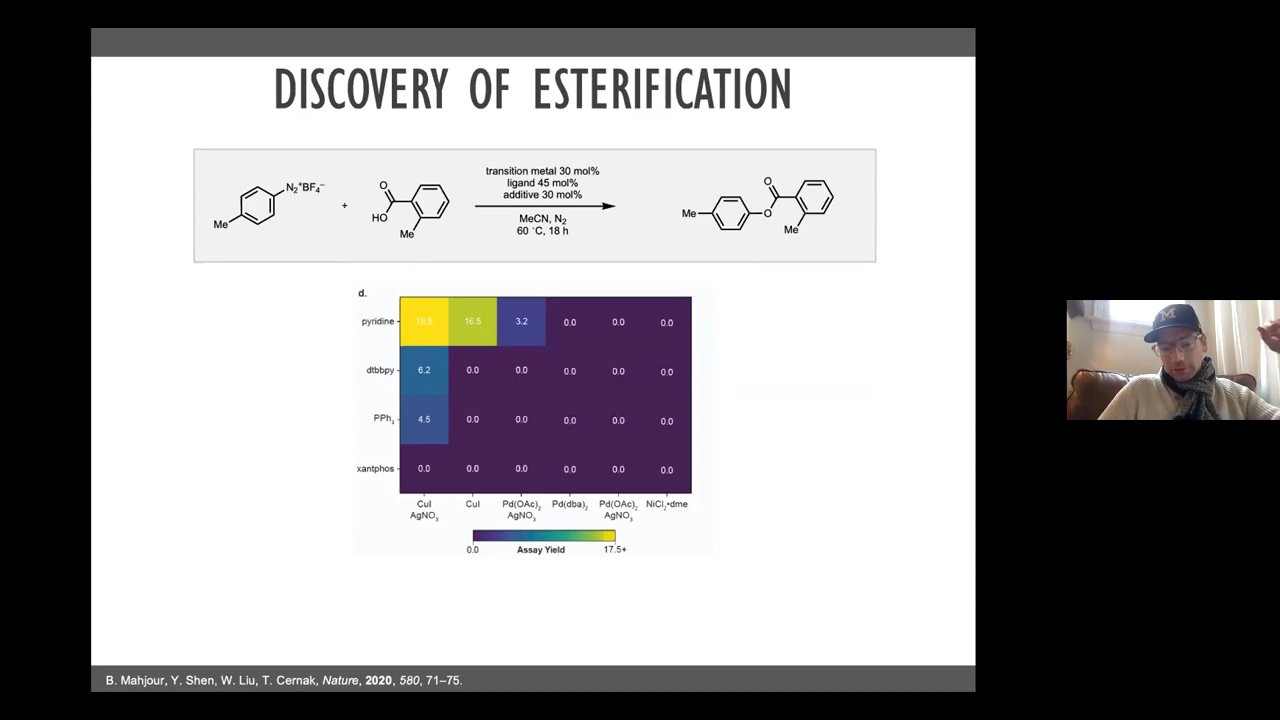 DISCOVERY OF ESTERIFICATION
N₂⁺BF₄⁻
Me
+
O
HO
Me
transition metal 30 mol%
ligand 45 mol%
additive 30 mol%
MeCN, N₂
60 °C, 18 h
Me
O
O
Me
d.
pyridine 18.5 16.5 3.2 0.0 0.0 0.0
dtbbpy 6.2 0.0 0.0 0.0 0.0 0.0
PPh₃ 4.5 0.0 0.0 0.0 0.0 0.0
xantphos 0.0 0.0 0.0 0.0 0.0 0.0
CuI CuI Pd(OAc)₂ Pd(dba)₂ Pd(OAc)₂ NiCl₂•dme
AgNO₃ AgNO₃ AgNO₃
0.0 Assay Yield 17.5+
B. Mahjour, Y. Shen, W. Liu, T. Cernak, Nature, 2020, 580, 71–75.
M